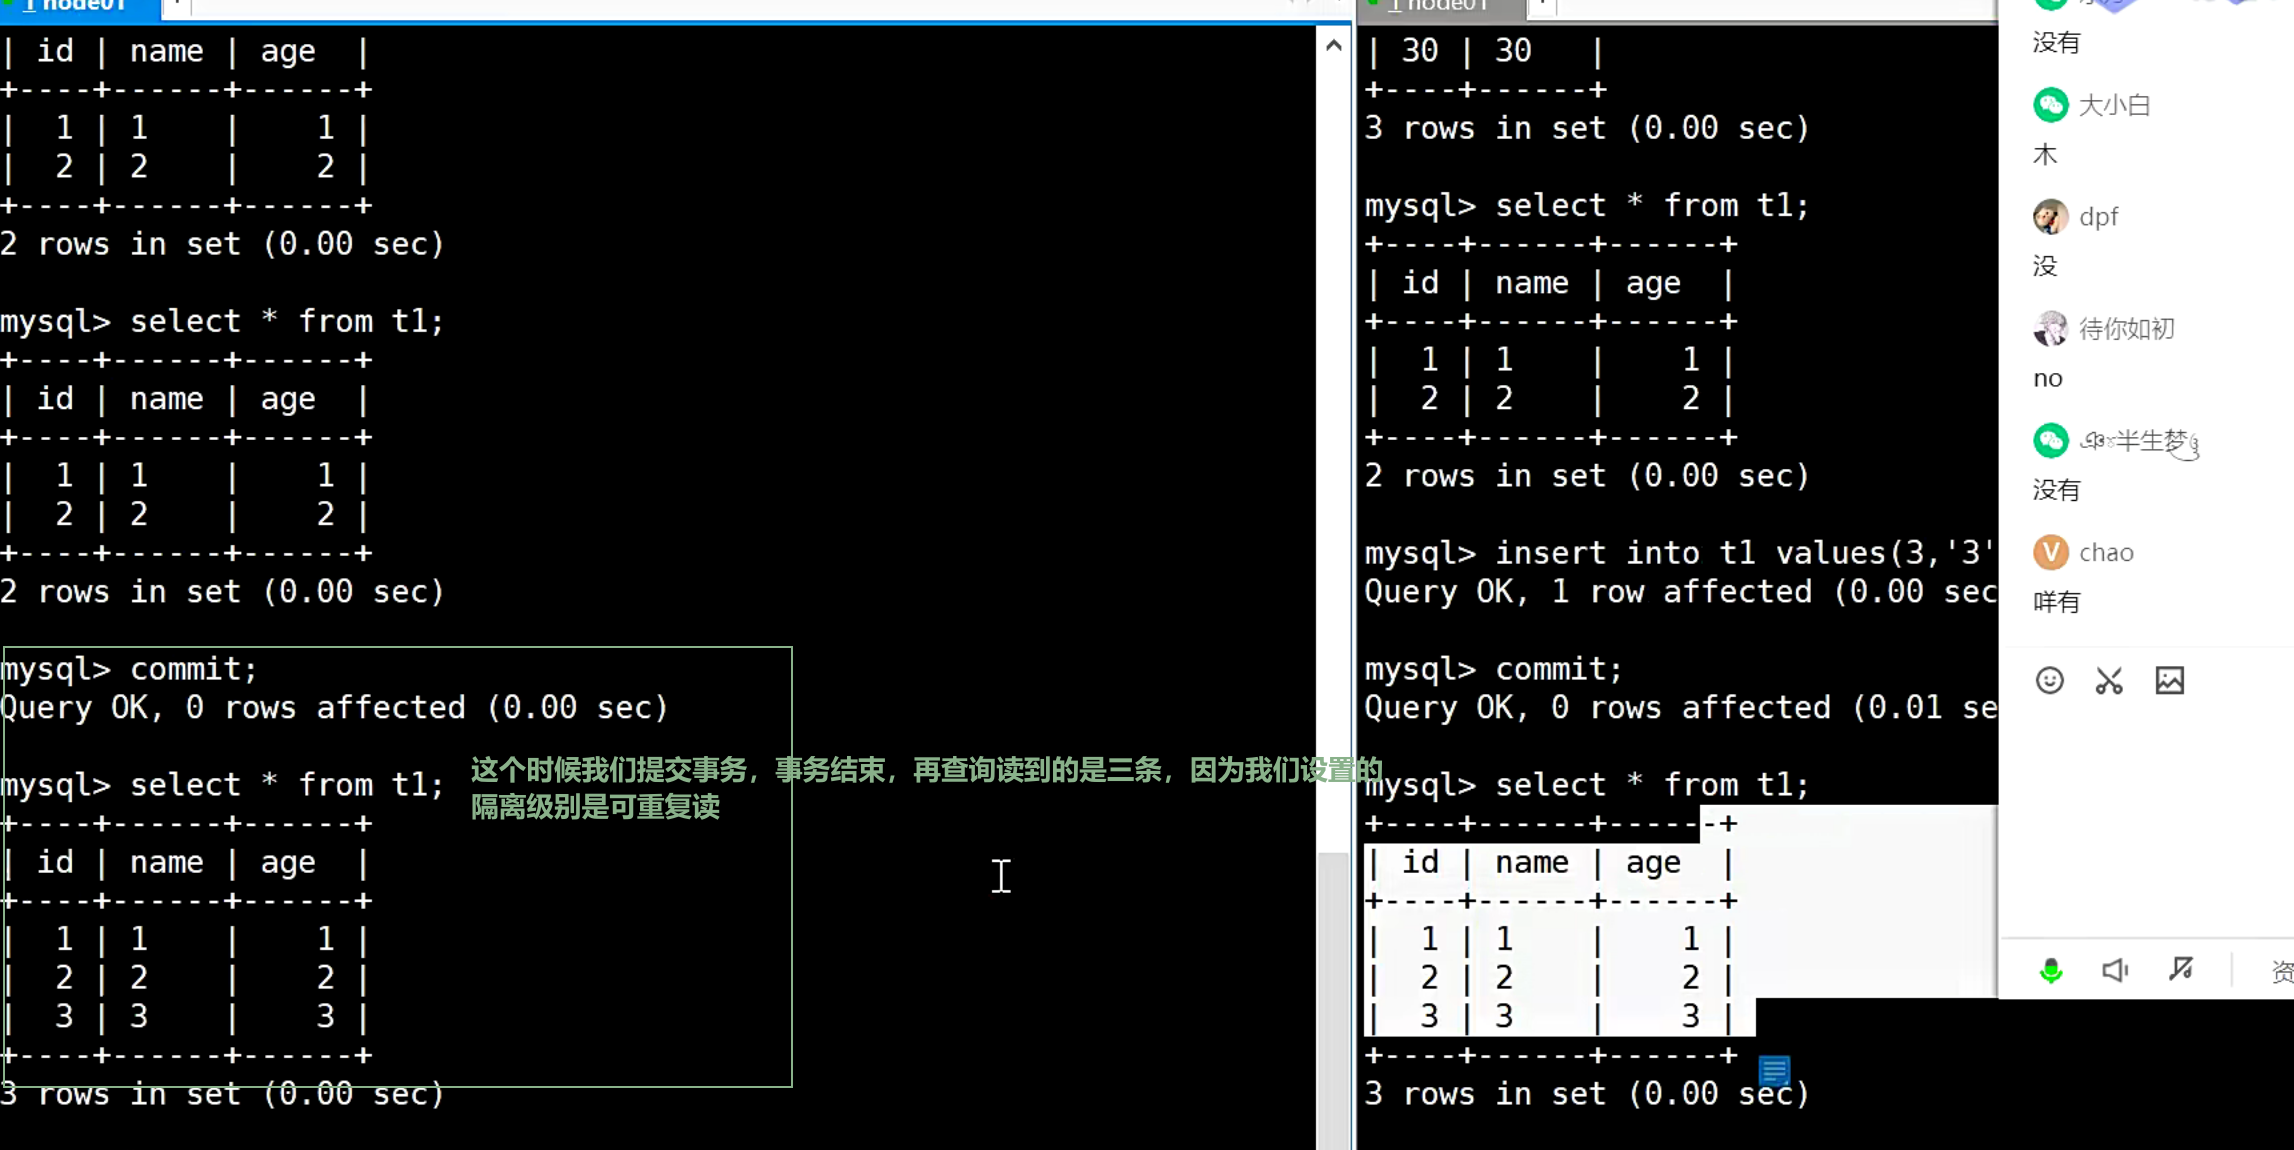 1 node01
| id | name | age  |
+----+------+------+
|  1 | 1    |    1 |
|  2 | 2    |    2 |
+----+------+------+
2 rows in set (0.00 sec)
mysql> select * from t1;
+----+------+------+
| id | name | age  |
+----+------+------+
|  1 | 1    |    1 |
|  2 | 2    |    2 |
+----+------+------+
2 rows in set (0.00 sec)
mysql> commit;
Query OK, 0 rows affected (0.00 sec)
mysql> select * from t1;
+----+------+------+
| id | name | age  |
+----+------+------+
|  1 | 1    |    1 |
|  2 | 2    |    2 |
|  3 | 3    |    3 |
+----+------+------+
3 rows in set (0.00 sec)
这个时候我们提交事务，事务结束，再查询读到的是三条，因为我们设置的
隔离级别是可重复读
1 node01
| 30 | 30   |
+----+------+
3 rows in set (0.00 sec)
mysql> select * from t1;
+----+------+------+
| id | name | age  |
+----+------+------+
|  1 | 1    |    1 |
|  2 | 2    |    2 |
+----+------+------+
2 rows in set (0.00 sec)
mysql> insert into t1 values(3,'3'
Query OK, 1 row affected (0.00 sec
mysql> commit;
Query OK, 0 rows affected (0.01 se
mysql> select * from t1;
+----+------+------+
| id | name | age  |
+----+------+------+
|  1 | 1    |    1 |
|  2 | 2    |    2 |
|  3 | 3    |    3 |
+----+------+------+
3 rows in set (0.00 sec)
没有
大小白
木
dpf
没
待你如初
no
半生梦
没有
V chao
咩有
资